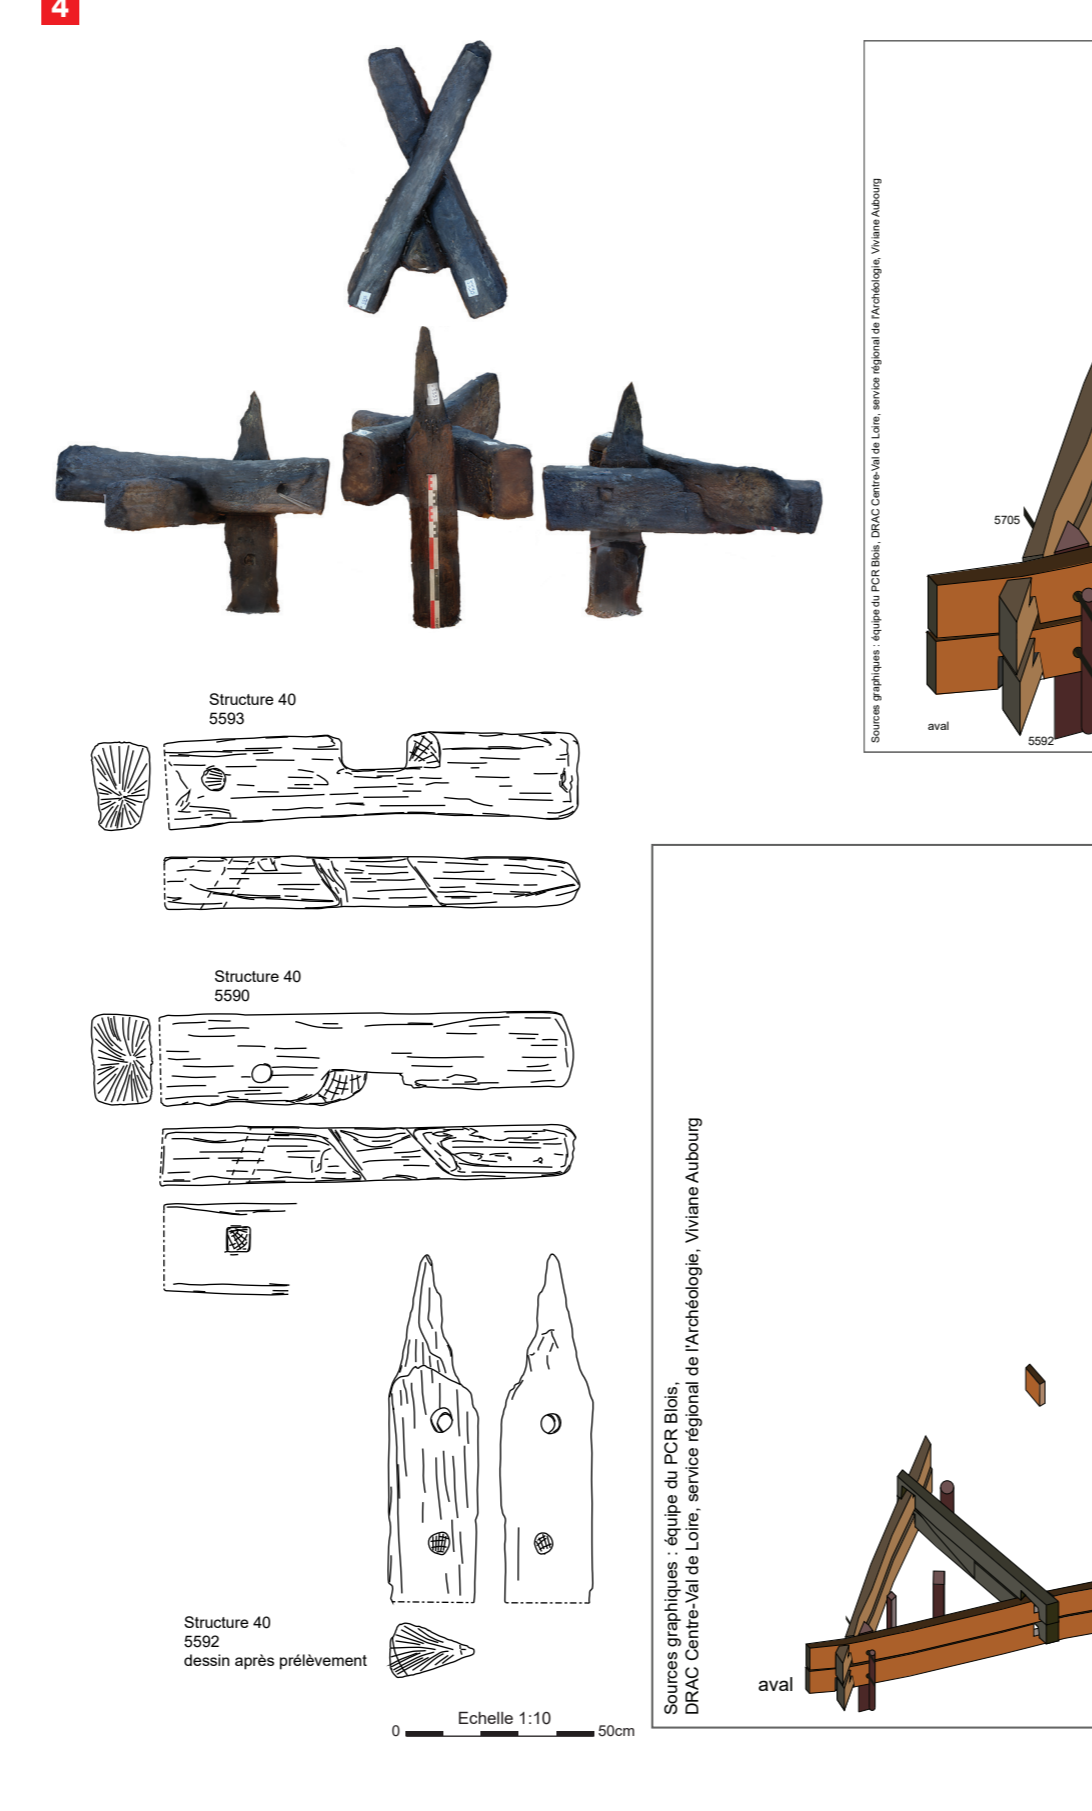 4
Sources graphiques : équipe du PCR Blois, DRAC Centre-Val de Loire, service régional de l'Archéologie, Viviane Aubourg
5705
aval
5592
Structure 40
5593
Structure 40
5590
Structure 40
5592
dessin après prélèvement
Echelle 1:10
0
50cm
Sources graphiques : équipe du PCR Blois,
DRAC Centre-Val de Loire, service régional de l'Archéologie, Viviane Aubourg
aval